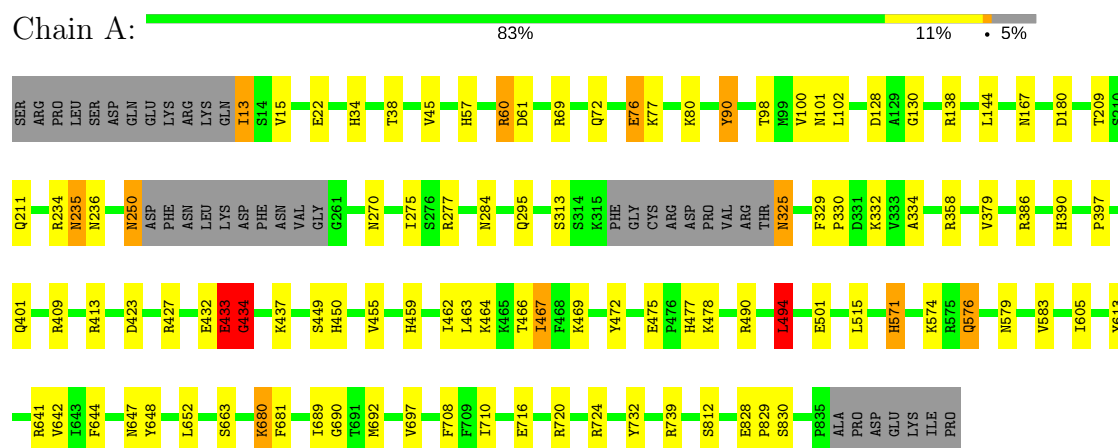 Chain A:
83% 11% • 5%
SER ARG PRO LEU SER ASP GLN GLU LYS ARG LYS GLN I13 S14 V15 E22 H34 T38 V45 H57 R60 D61 R69 Q72 E76 K77 K80 Y90 T98 M99 V100 N101 L102 D128 A129 G130 R138 L144 N167 D180 T209 S210
Q211 R234 N235 N236 N250 ASP PHE ASN LEU LYS ASP PHE ASN VAL GLY G261 N270 I275 S276 R277 N284 Q295 S313 S314 K315 PHE GLY CYS ARG ASP PRO VAL ARG THR N325 F329 P330 D331 K332 V333 A334 R358 V379 R386 H390 P397
Q401 R409 R413 D423 R427 E432 E433 G434 K437 S449 H450 V455 H459 I462 L463 K464 K465 T466 I467 F468 K469 Y472 E475 P476 H477 K478 R490 L494 E501 L515 H571 K574 R575 Q576 N579 V583 I605 Y613
R641 V642 I643 F644 N647 Y648 L652 S663 K680 F681 I689 G690 T691 M692 V697 F708 F709 I710 E716 R720 R724 Y732 R739 S812 E828 P829 S830 P835 ALA PRO ASP GLU LYS ILE PRO